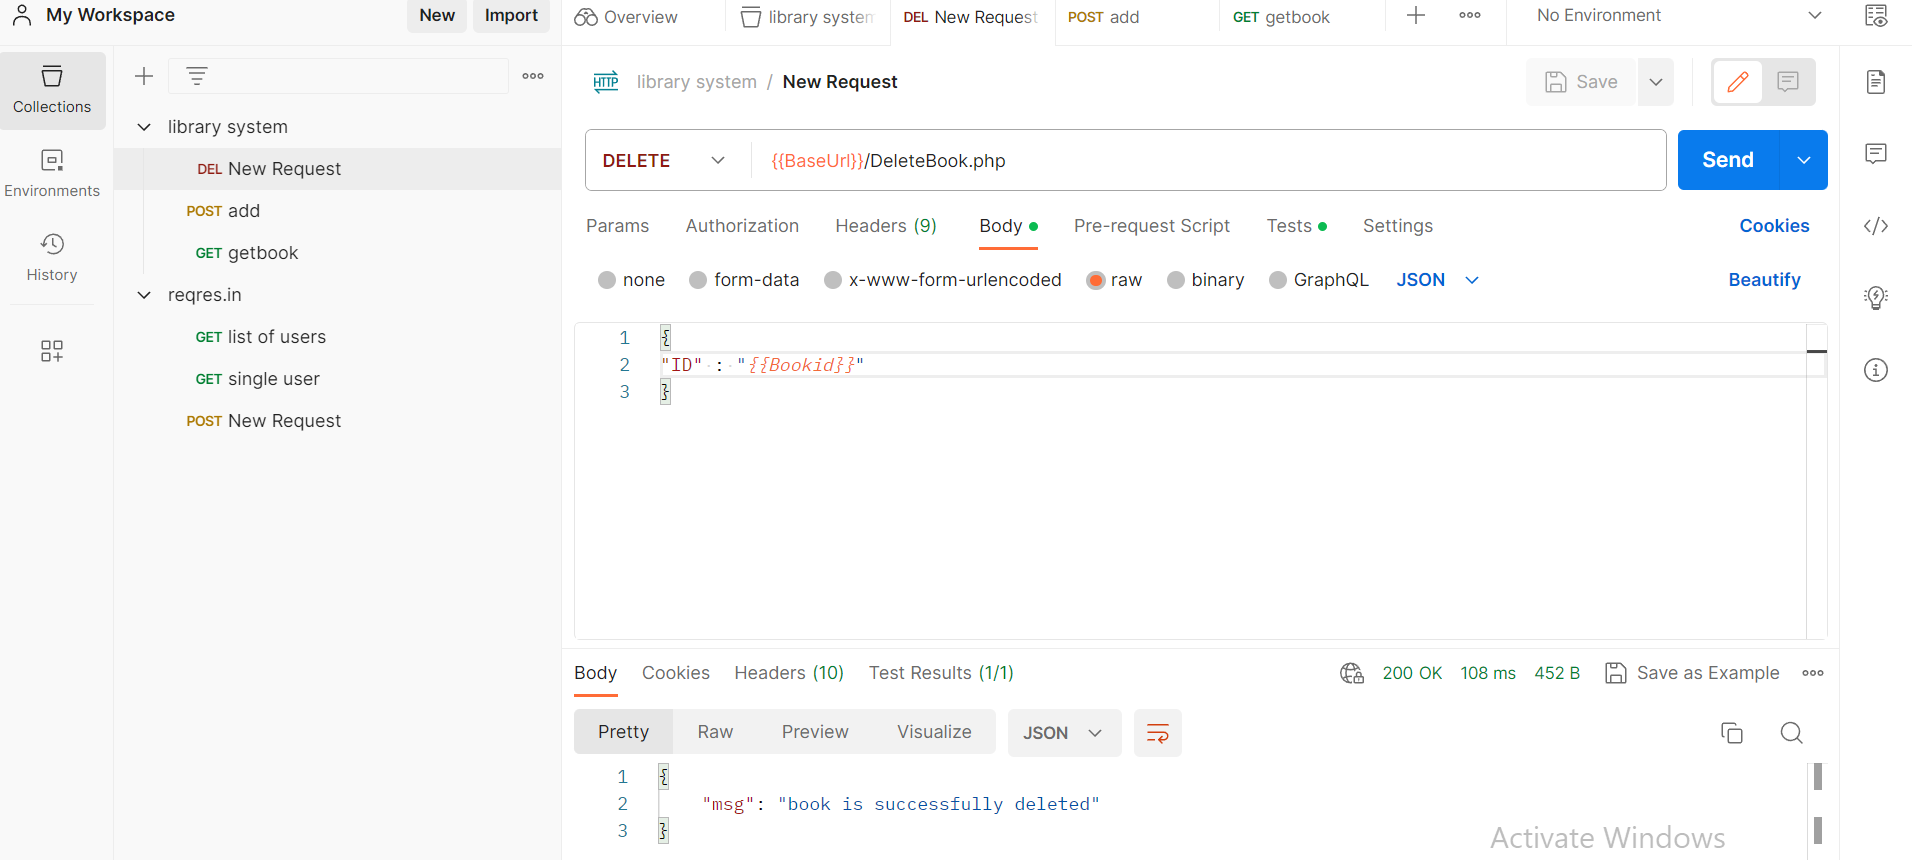 My Workspace New Import Overview library system DEL New Request POST add GET getbook No Environment
Collections
Environments
History
library system
DEL New Request
POST add
GET getbook
reqres.in
GET list of users
GET single user
POST New Request
HTTP library system / New Request Save
DELETE {{BaseUrl}}/DeleteBook.php Send
Params Authorization Headers (9) Body Pre-request Script Tests Settings Cookies
none form-data x-www-form-urlencoded raw binary GraphQL JSON Beautify
1 {
2 "ID" : "{{Bookid}}"
3 }
Body Cookies Headers (10) Test Results (1/1) 200 OK 108 ms 452 B Save as Example
Pretty Raw Preview Visualize JSON
1 {
2 "msg": "book is successfully deleted"
3 }
Activate Windows